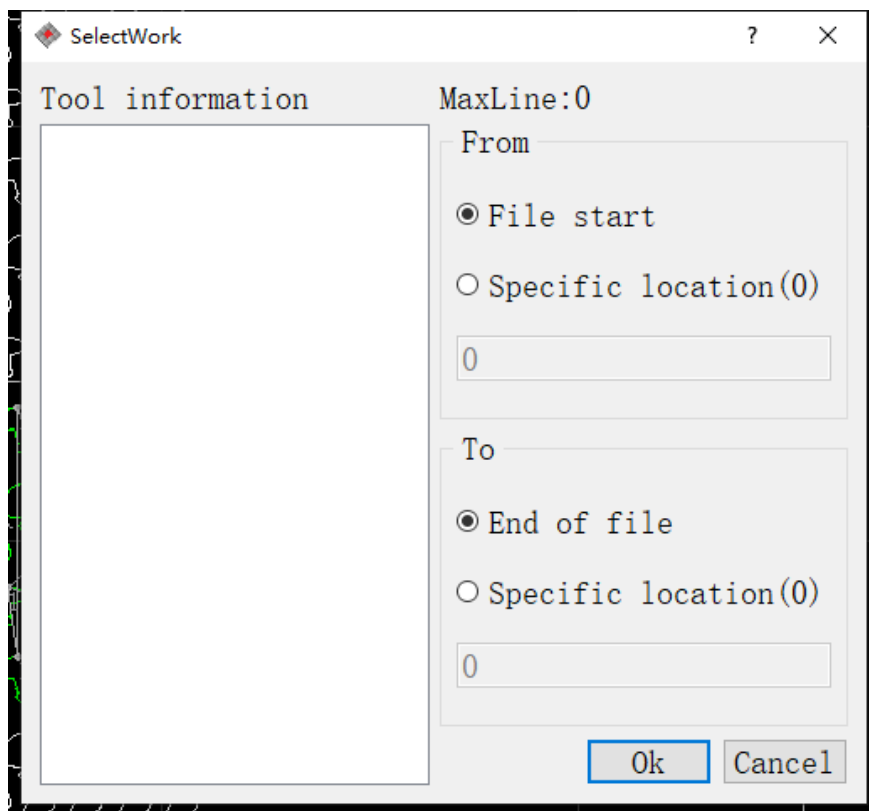 SelectWork
?
Tool information
MaxLine:0
From
File start
Specific location(0)
0
To
End of file
Specific location(0)
0
Ok
Cancel